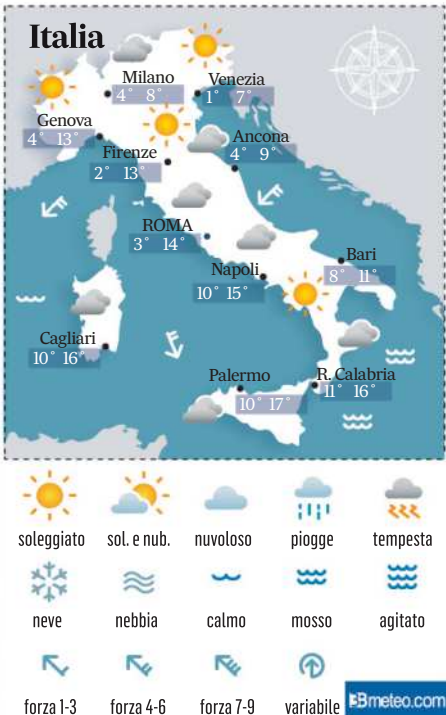 Italia
Milano
4° 8°
Venezia
1° 7°
Genova
4° 13°
Firenze
2° 13°
Ancona
4° 9°
ROMA
3° 14°
Napoli
10° 15°
Bari
8° 11°
Cagliari
10° 16°
Palermo
10° 17°
R. Calabria
11° 16°
soleggiato sol. e nub. nuvoloso piogge tempesta
neve nebbia calmo mosso agitato
forza 1-3 forza 4-6 forza 7-9 variabile
3Bmeteo.com